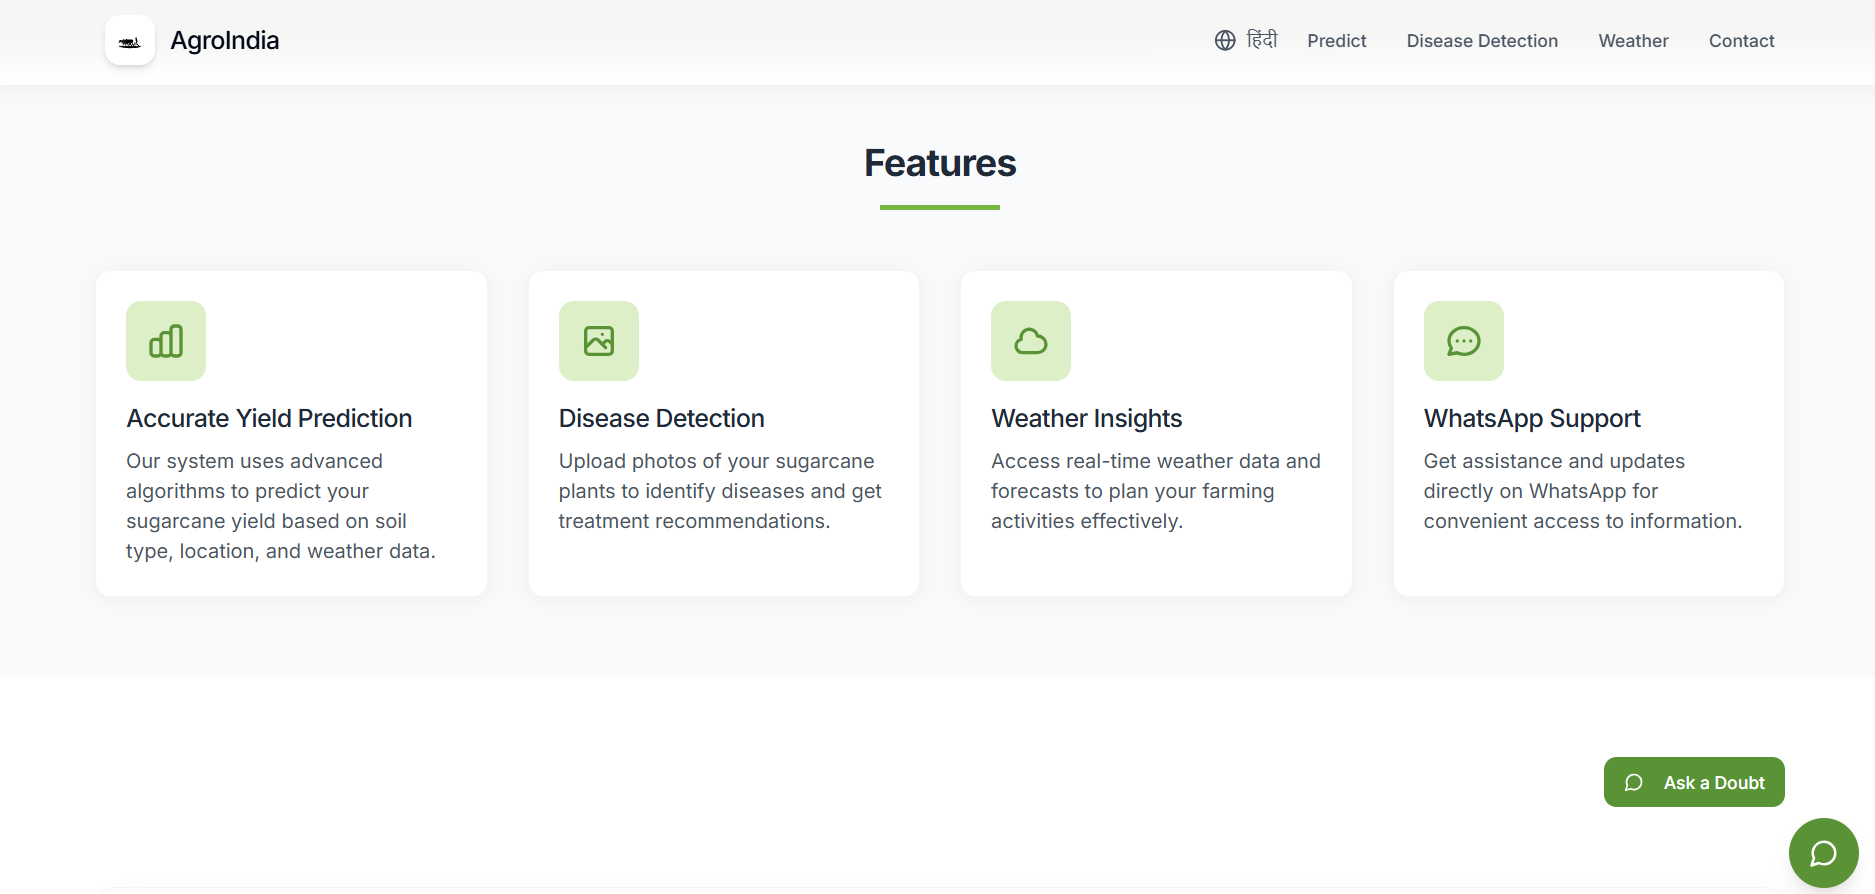 AgroIndia
हिंदी
Predict
Disease Detection
Weather
Contact
Features
Accurate Yield Prediction
Our system uses advanced
algorithms to predict your
sugarcane yield based on soil
type, location, and weather data.
Disease Detection
Upload photos of your sugarcane
plants to identify diseases and get
treatment recommendations.
Weather Insights
Access real-time weather data and
forecasts to plan your farming
activities effectively.
WhatsApp Support
Get assistance and updates
directly on WhatsApp for
convenient access to information.
Ask a Doubt